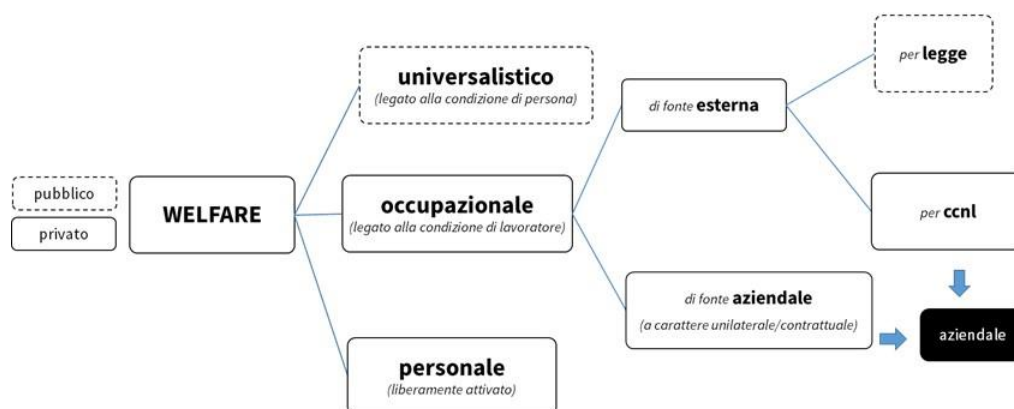 pubblico
privato
WELFARE
universalistico
(legato alla condizione di persona)
occupazionale
(legato alla condizione di lavoratore)
personale
(liberamente attivato)
di fonte esterna
di fonte aziendale
(a carattere unilaterale/contrattuale)
per legge
per ccnl
aziendale